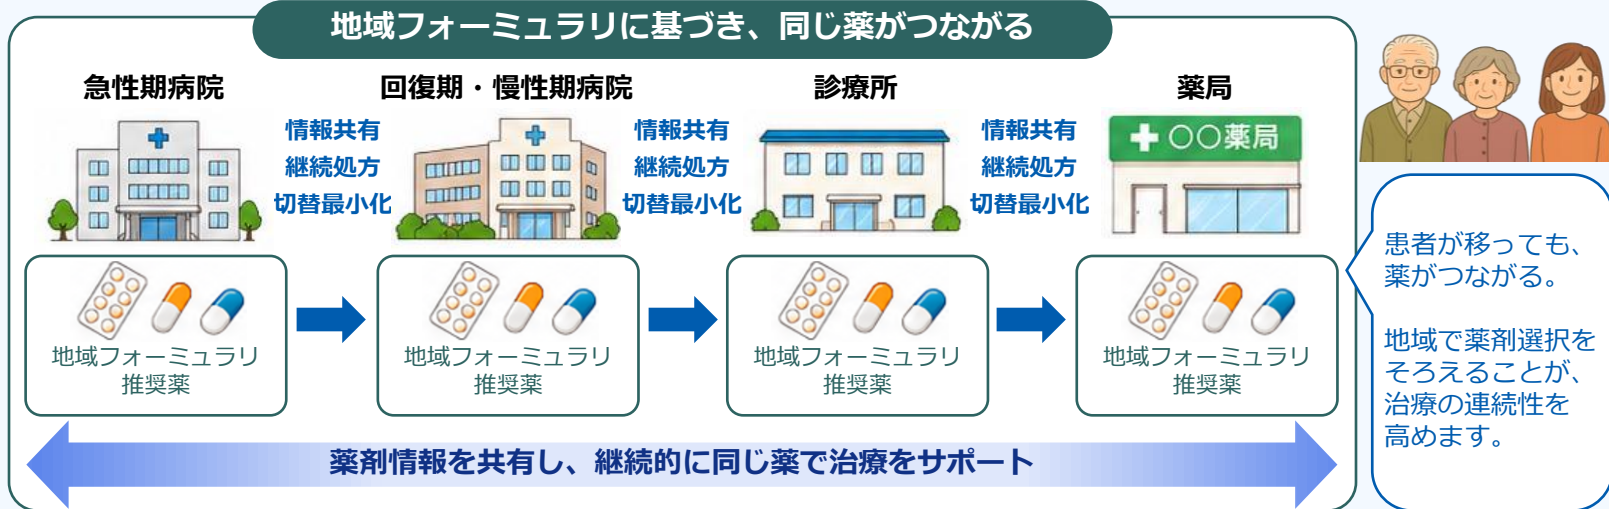 地域フォーミュラリに基づき、同じ薬がつながる
急性期病院
回復期・慢性期病院
診療所
薬局
情報共有
継続処方
切替最小化
情報共有
継続処方
切替最小化
情報共有
継続処方
切替最小化
〇〇薬局
地域フォーミュラリ
推奨薬
地域フォーミュラリ
推奨薬
地域フォーミュラリ
推奨薬
地域フォーミュラリ
推奨薬
薬剤情報を共有し、継続的に同じ薬で治療をサポート
患者が移っても、
薬がつながる。
地域で薬剤選択を
そろえることが、
治療の連続性を
高めます。